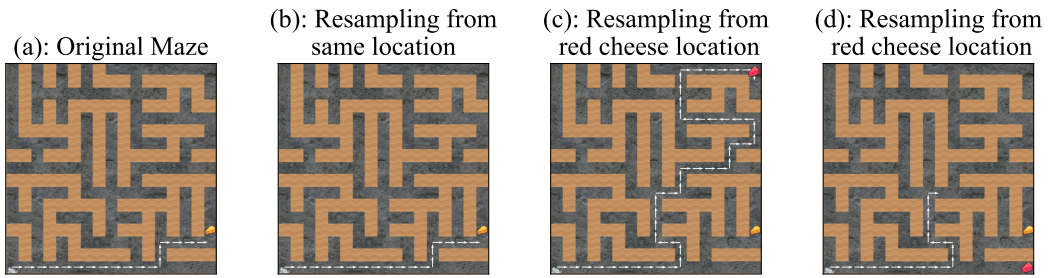 (a): Original Maze
(b): Resampling from
same location
(c): Resampling from
red cheese location
(d): Resampling from
red cheese location